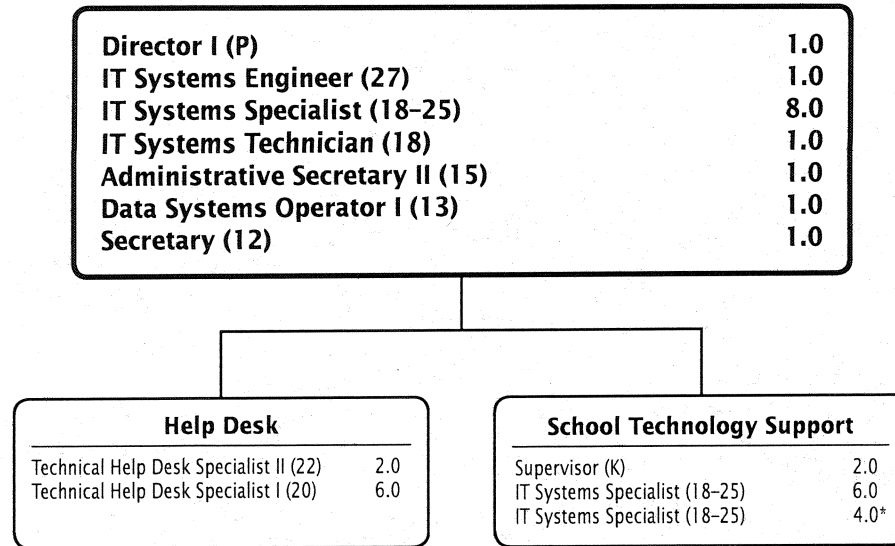 Director I (P) 1.0
IT Systems Engineer (27) 1.0
IT Systems Specialist (18–25) 8.0
IT Systems Technician (18) 1.0
Administrative Secretary II (15) 1.0
Data Systems Operator I (13) 1.0
Secretary (12) 1.0
Help Desk
Technical Help Desk Specialist II (22) 2.0
Technical Help Desk Specialist I (20) 6.0
School Technology Support
Supervisor (K) 2.0
IT Systems Specialist (18–25) 6.0
IT Systems Specialist (18–25) 4.0*